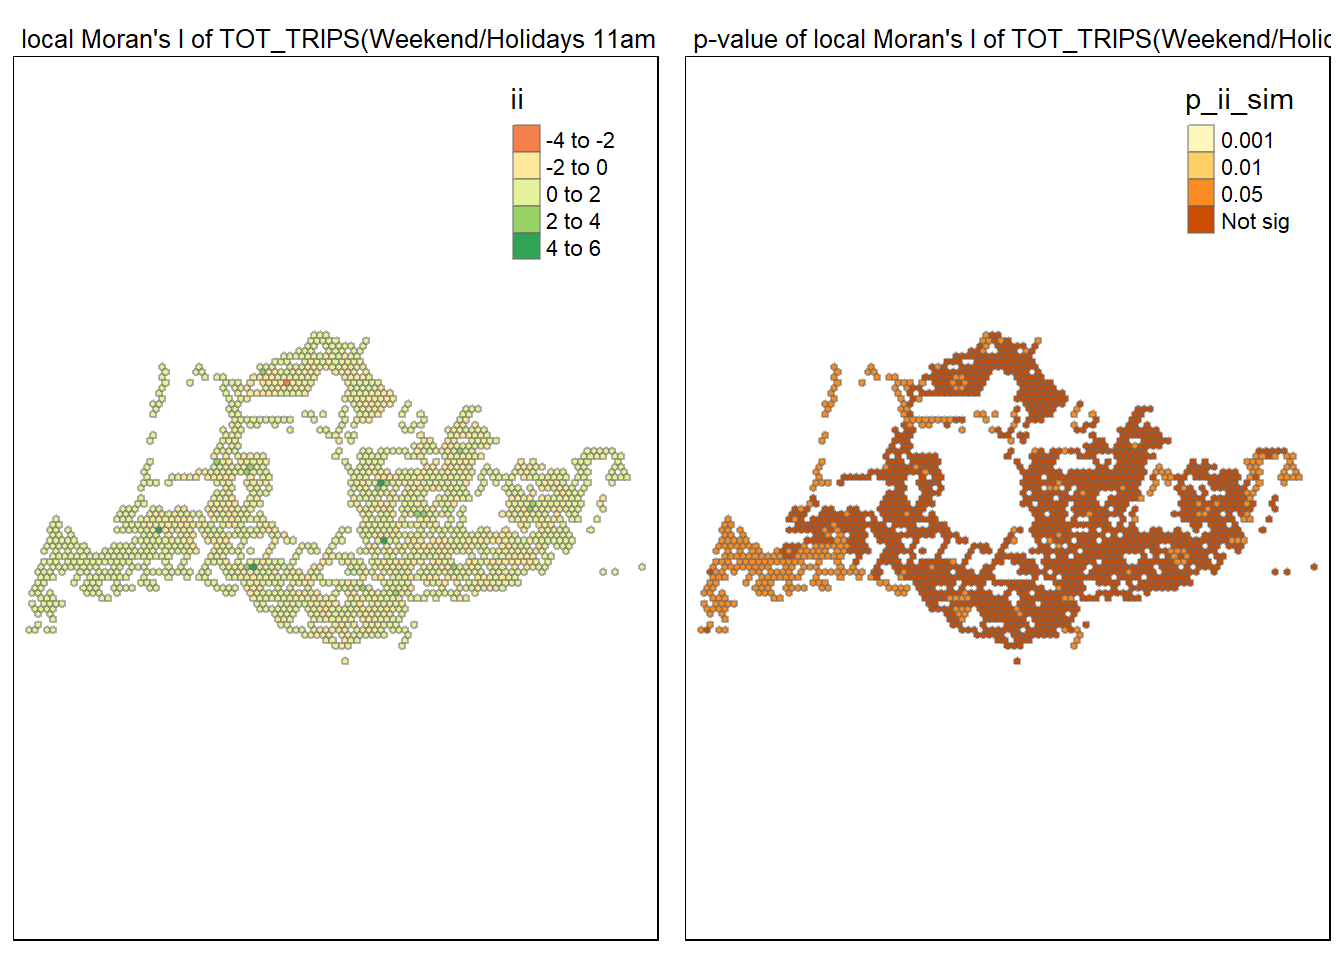 local Moran's I of TOT_TRIPS(Weekend/Holidays 11am
ii
-4 to -2
-2 to 0
0 to 2
2 to 4
4 to 6
p-value of local Moran's I of TOT_TRIPS(Weekend/Holid
p_ii_sim
0.001
0.01
0.05
Not sig